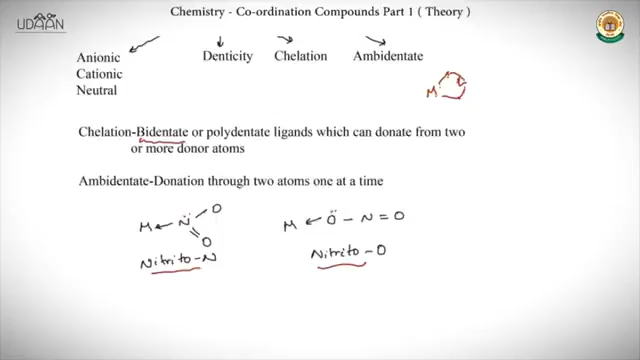 UDAAN
Chemistry - Co-ordination Compounds Part 1 ( Theory )
Anionic Denticity Chelation Ambidentate
Cationic
Neutral
M
Chelation-Bidentate or polydentate ligands which can donate from two
or more donor atoms
Ambidentate-Donation through two atoms one at a time
M ← N̈ - O
= O
Nitrito-N
M ← Ö - N = O
Nitrito-O